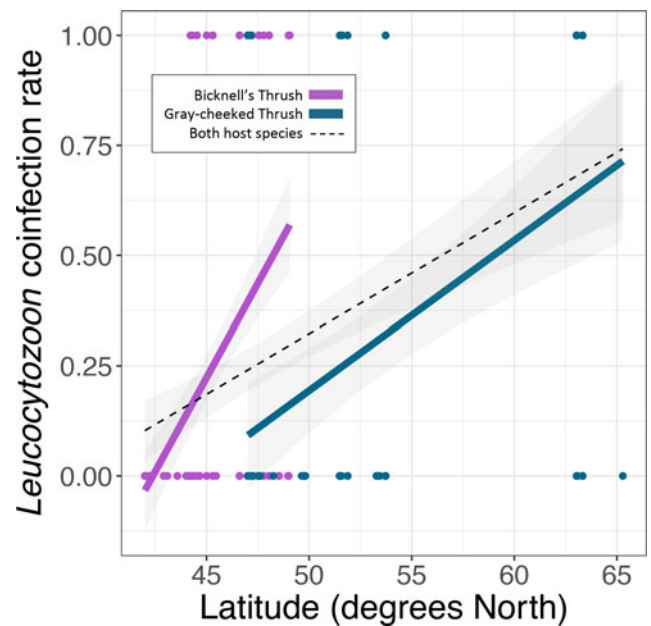 Leucocytozoon coinfection rate
1.00
0.75
0.50
0.25
0.00
Bicknell's Thrush
Gray-cheeked Thrush
Both host species
45 50 55 60 65
Latitude (degrees North)